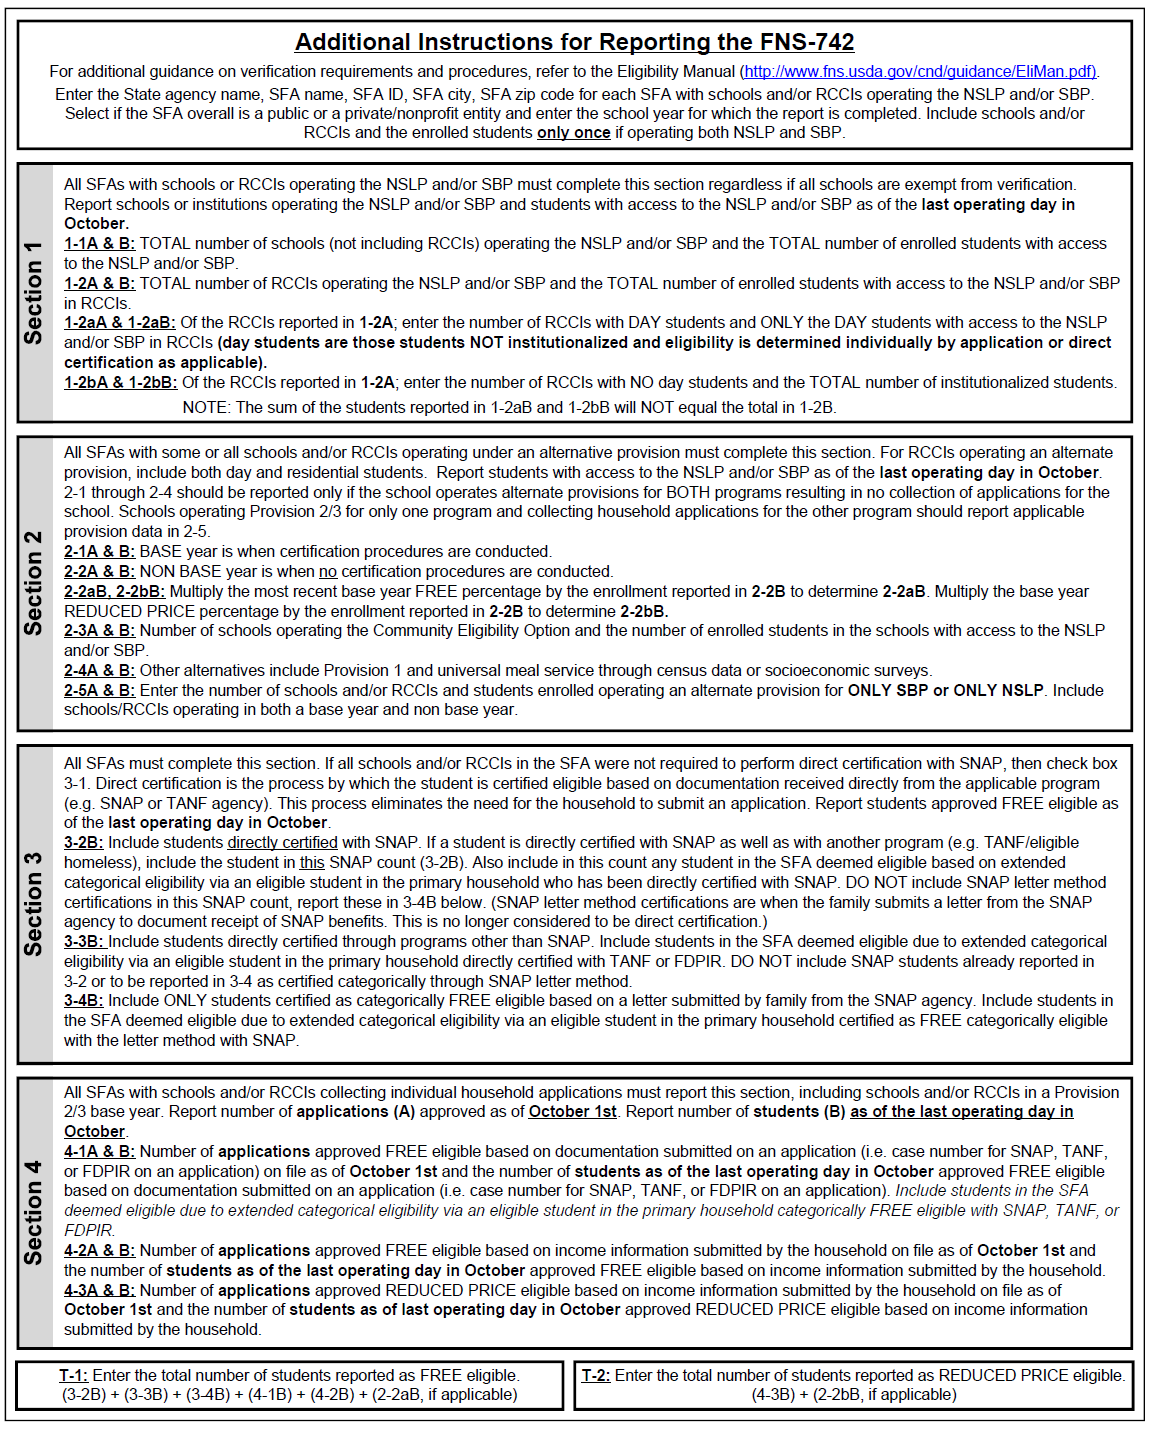 Additional Instructions for Reporting the FNS-742
For additional guidance on verification requirements and procedures, refer to the Eligibility Manual (http://www.fns.usda.gov/cnd/guidance/EliMan.pdf).
Enter the State agency name, SFA name, SFA ID, SFA city, SFA zip code for each SFA with schools and/or RCCIs operating the NSLP and/or SBP.
Select if the SFA overall is a public or a private/nonprofit entity and enter the school year for which the report is completed. Include schools and/or
RCCIs and the enrolled students only once if operating both NSLP and SBP.
Section 1
All SFAs with schools or RCCIs operating the NSLP and/or SBP must complete this section regardless if all schools are exempt from verification.
Report schools or institutions operating the NSLP and/or SBP and students with access to the NSLP and/or SBP as of the last operating day in
October.
1-1A & B: TOTAL number of schools (not including RCCIs) operating the NSLP and/or SBP and the TOTAL number of enrolled students with access
to the NSLP and/or SBP.
1-2A & B: TOTAL number of RCCIs operating the NSLP and/or SBP and the TOTAL number of enrolled students with access to the NSLP and/or SBP
in RCCIs.
1-2aA & 1-2aB: Of the RCCIs reported in 1-2A; enter the number of RCCIs with DAY students and ONLY the DAY students with access to the NSLP
and/or SBP in RCCIs (day students are those students NOT institutionalized and eligibility is determined individually by application or direct
certification as applicable).
1-2bA & 1-2bB: Of the RCCIs reported in 1-2A; enter the number of RCCIs with NO day students and the TOTAL number of institutionalized students.
NOTE: The sum of the students reported in 1-2aB and 1-2bB will NOT equal the total in 1-2B.
Section 2
All SFAs with some or all schools and/or RCCIs operating under an alternative provision must complete this section. For RCCIs operating an alternate
provision, include both day and residential students. Report students with access to the NSLP and/or SBP as of the last operating day in October.
2-1 through 2-4 should be reported only if the school operates alternate provisions for BOTH programs resulting in no collection of applications for the
school. Schools operating Provision 2/3 for only one program and collecting household applications for the other program should report applicable
provision data in 2-5.
2-1A & B: BASE year is when certification procedures are conducted.
2-2A & B: NON BASE year is when no certification procedures are conducted.
2-2aB, 2-2bB: Multiply the most recent base year FREE percentage by the enrollment reported in 2-2B to determine 2-2aB. Multiply the base year
REDUCED PRICE percentage by the enrollment reported in 2-2B to determine 2-2bB.
2-3A & B: Number of schools operating the Community Eligibility Option and the number of enrolled students in the schools with access to the NSLP
and/or SBP.
2-4A & B: Other alternatives include Provision 1 and universal meal service through census data or socioeconomic surveys.
2-5A & B: Enter the number of schools and/or RCCIs and students enrolled operating an alternate provision for ONLY SBP or ONLY NSLP. Include
schools/RCCIs operating in both a base year and non base year.
Section 3
All SFAs must complete this section. If all schools and/or RCCIs in the SFA were not required to perform direct certification with SNAP, then check box
3-1. Direct certification is the process by which the student is certified eligible based on documentation received directly from the applicable program
(e.g. SNAP or TANF agency). This process eliminates the need for the household to submit an application. Report students approved FREE eligible as
of the last operating day in October.
3-2B: Include students directly certified with SNAP. If a student is directly certified with SNAP as well as with another program (e.g. TANF/eligible
homeless), include the student in this SNAP count (3-2B). Also include in this count any student in the SFA deemed eligible based on extended
categorical eligibility via an eligible student in the primary household who has been directly certified with SNAP. DO NOT include SNAP letter method
certifications in this SNAP count, report these in 3-4B below. (SNAP letter method certifications are when the family submits a letter from the SNAP
agency to document receipt of SNAP benefits. This is no longer considered to be direct certification.)
3-3B: Include students directly certified through programs other than SNAP. Include students in the SFA deemed eligible due to extended categorical
eligibility via an eligible student in the primary household directly certified with TANF or FDPIR. DO NOT include SNAP students already reported in
3-2 or to be reported in 3-4 as certified categorically through SNAP letter method.
3-4B: Include ONLY students certified as categorically FREE eligible based on a letter submitted by family from the SNAP agency. Include students in
the SFA deemed eligible due to extended categorical eligibility via an eligible student in the primary household certified as FREE categorically eligible
with the letter method with SNAP.
Section 4
All SFAs with schools and/or RCCIs collecting individual household applications must report this section, including schools and/or RCCIs in a Provision
2/3 base year. Report number of applications (A) approved as of October 1st. Report number of students (B) as of the last operating day in
October.
4-1A & B: Number of applications approved FREE eligible based on documentation submitted on an application (i.e. case number for SNAP, TANF,
or FDPIR on an application) on file as of October 1st and the number of students as of the last operating day in October approved FREE eligible
based on documentation submitted on an application (i.e. case number for SNAP, TANF, or FDPIR on an application). Include students in the SFA
deemed eligible due to extended categorical eligibility via an eligible student in the primary household categorically FREE eligible with SNAP, TANF, or
FDPIR.
4-2A & B: Number of applications approved FREE eligible based on income information submitted by the household on file as of October 1st and
the number of students as of the last operating day in October approved FREE eligible based on income information submitted by the household.
4-3A & B: Number of applications approved REDUCED PRICE eligible based on income information submitted by the household on file as of
October 1st and the number of students as of last operating day in October approved REDUCED PRICE eligible based on income information
submitted by the household.
T-1: Enter the total number of students reported as FREE eligible.
(3-2B) + (3-3B) + (3-4B) + (4-1B) + (4-2B) + (2-2aB, if applicable)
T-2: Enter the total number of students reported as REDUCED PRICE eligible.
(4-3B) + (2-2bB, if applicable)